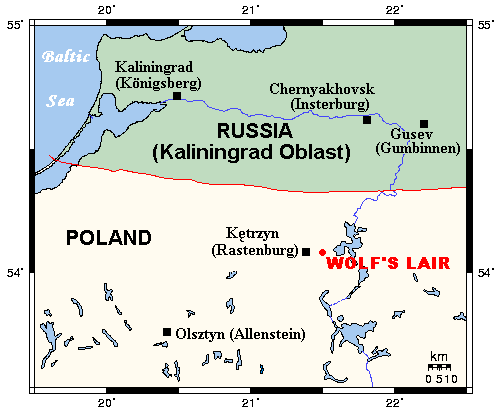 20'
21'
22'
55'
55'
Baltic
Sea
Kaliningrad
(Königsberg)
Chernyakhovsk
(Insterburg)
Gusev
(Gumbinnen)
RUSSIA
(Kaliningrad Oblast)
POLAND
Kętrzyn
(Rastenburg)
WOLF'S LAIR
54'
54'
Olsztyn (Allenstein)
km
0 5 10
20'
21'
22'